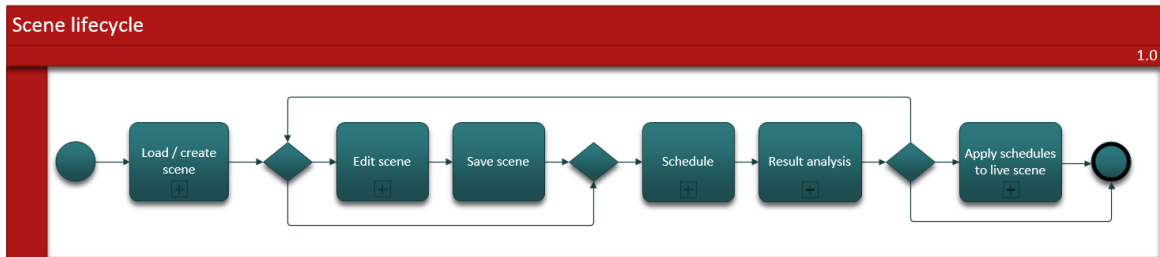 Scene lifecycle
1.0
Load / create
scene
Edit scene
Save scene
Schedule
Result analysis
Apply schedules
to live scene